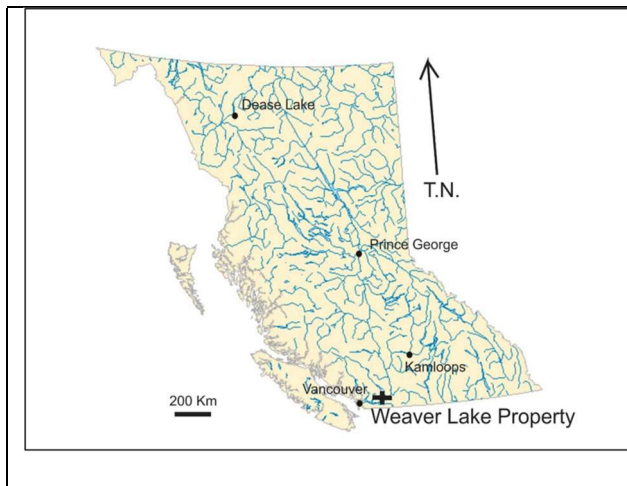 Dease Lake
T.N.
Prince George
Kamloops
Vancouver
200 Km
Weaver Lake Property